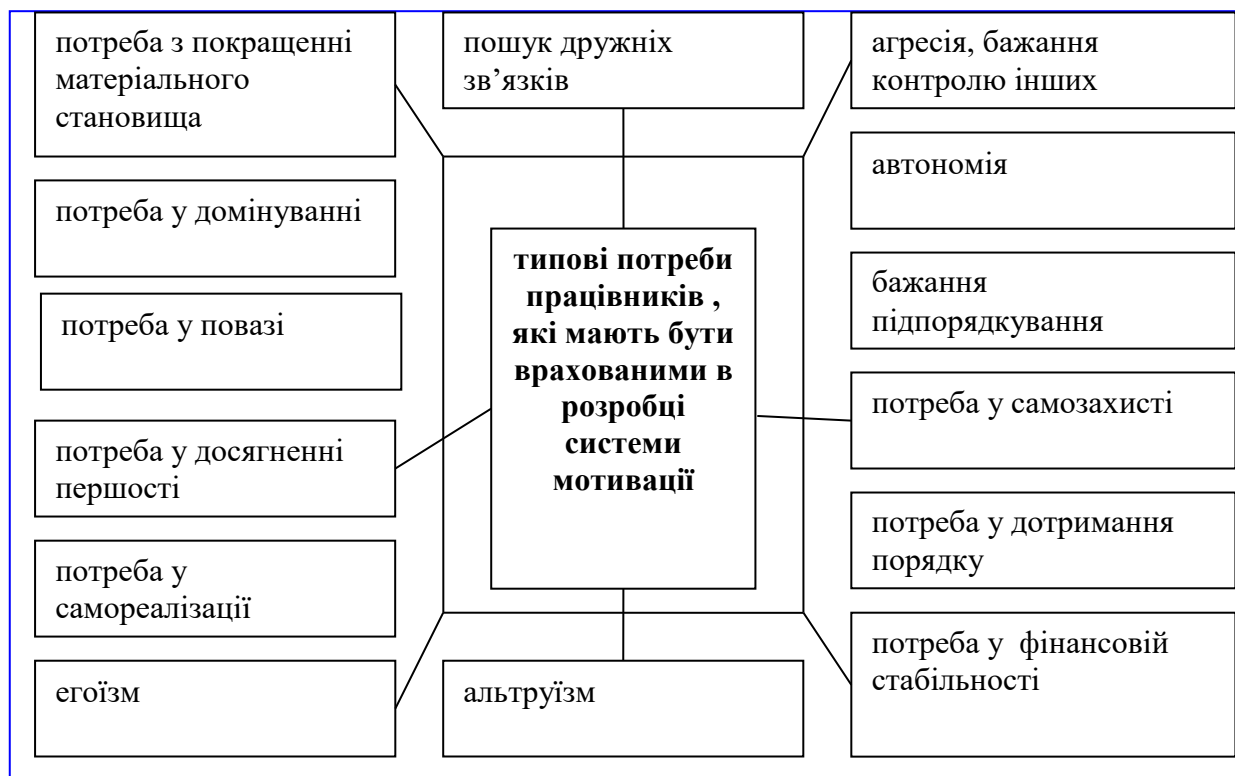 потреба з покращенні
матеріального
становища
пошук дружніх
зв’язків
агресія, бажання
контролю інших
потреба у домінуванні
автономія
типові потреби
працівників ,
які мають бути
врахованими в
розробці
системи
мотивації
потреба у повазі
бажання
підпорядкування
потреба у досягненні
першості
потреба у самозахисті
потреба у
самореалізації
потреба у дотримання
порядку
егоїзм
альтруїзм
потреба у  фінансовій
стабільності